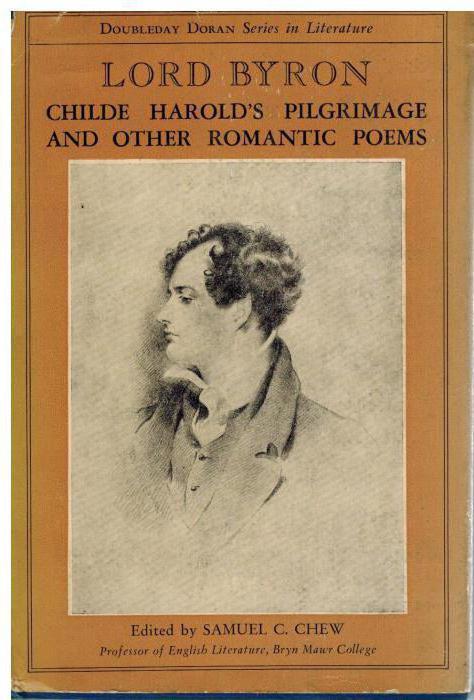 DOUBLEDAY DORAN Series in Literature
LORD BYRON
CHILDE HAROLD'S PILGRIMAGE
AND OTHER ROMANTIC POEMS
Edited by SAMUEL C. CHEW
Professor of English Literature, Bryn Mawr College